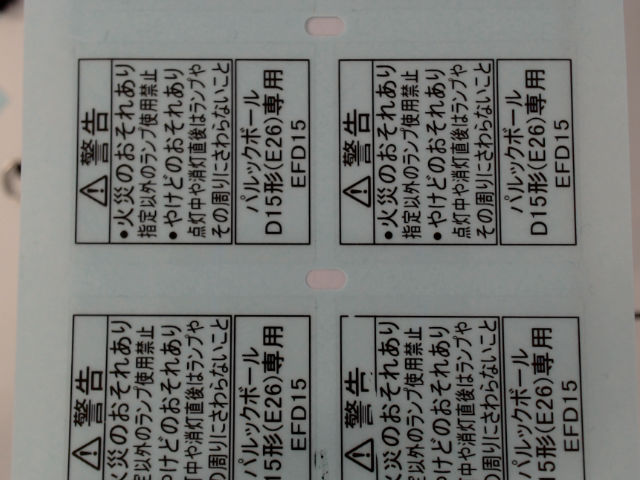 ⚠警告
•火災のおそれあり
指定以外のランプ使用禁止
•やけどのおそれあり
点灯中や消灯直後はランプや
その周りにさわらないこと
パルックボール
D15形(E26)専用
EFD15
⚠警告
•火災のおそれあり
指定以外のランプ使用禁止
•やけどのおそれあり
点灯中や消灯直後はランプや
その周りにさわらないこと
パルックボール
D15形(E26)専用
EFD15
⚠警告
火災のおそれあり
定以外のランプ使用禁止
やけどのおそれあり
灯中や消灯直後はランプや
の周りにさわらないこと
パルックボール
15形(E26)専用
EFD15
⚠警告
火災のおそれあり
定以外のランプ使用禁止
やけどのおそれあり
灯中や消灯直後はランプや
の周りにさわらないこと
パルックボール
15形(E26)専用
EFD15